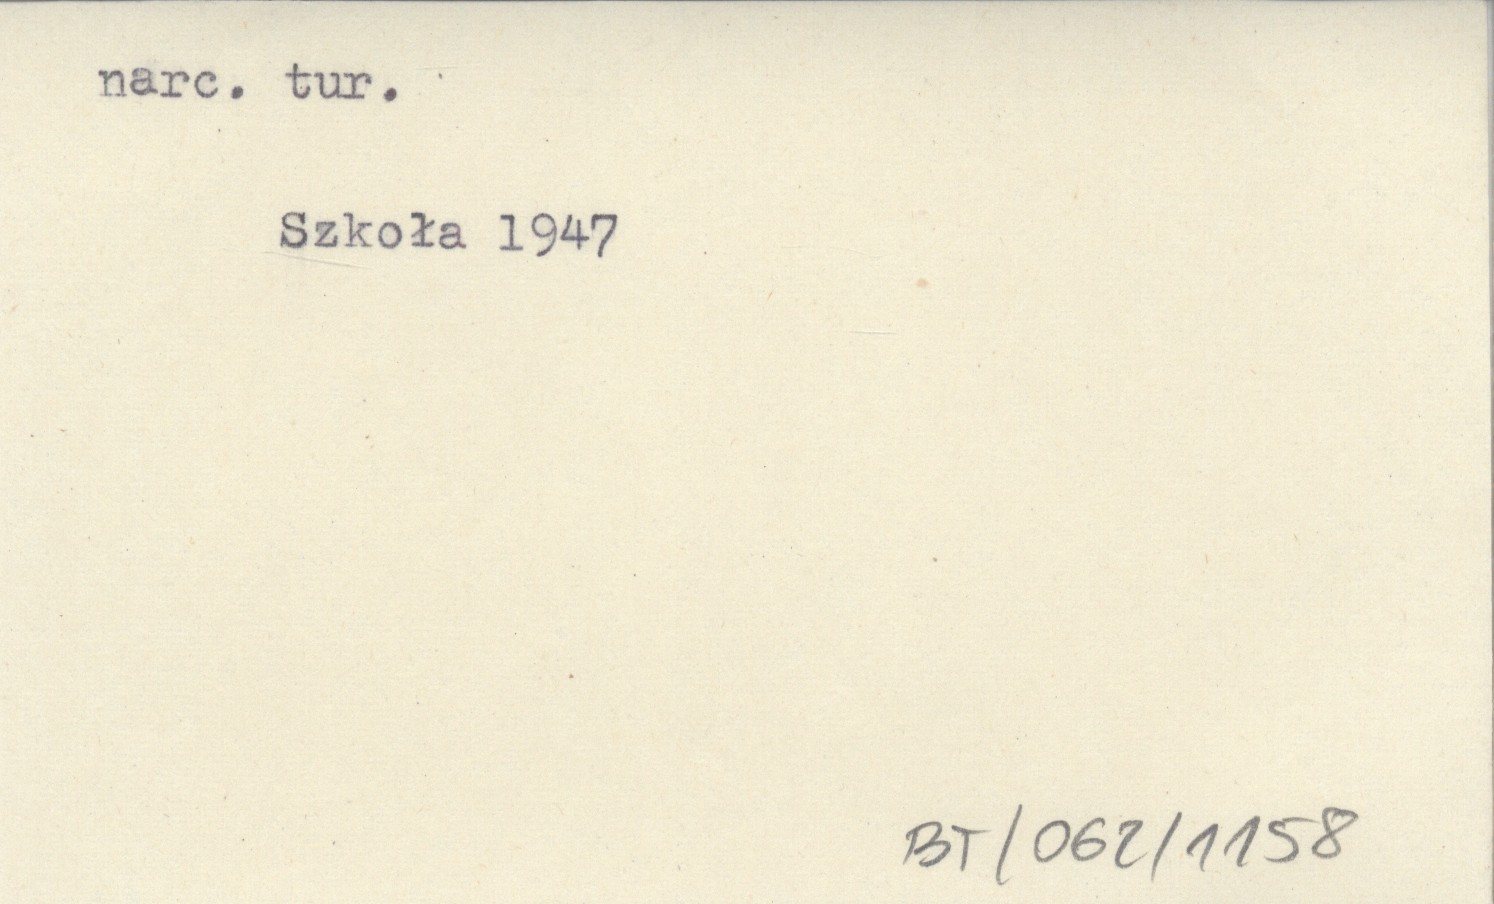 narc. tur.
Szkoła 1947
BT/062/1158